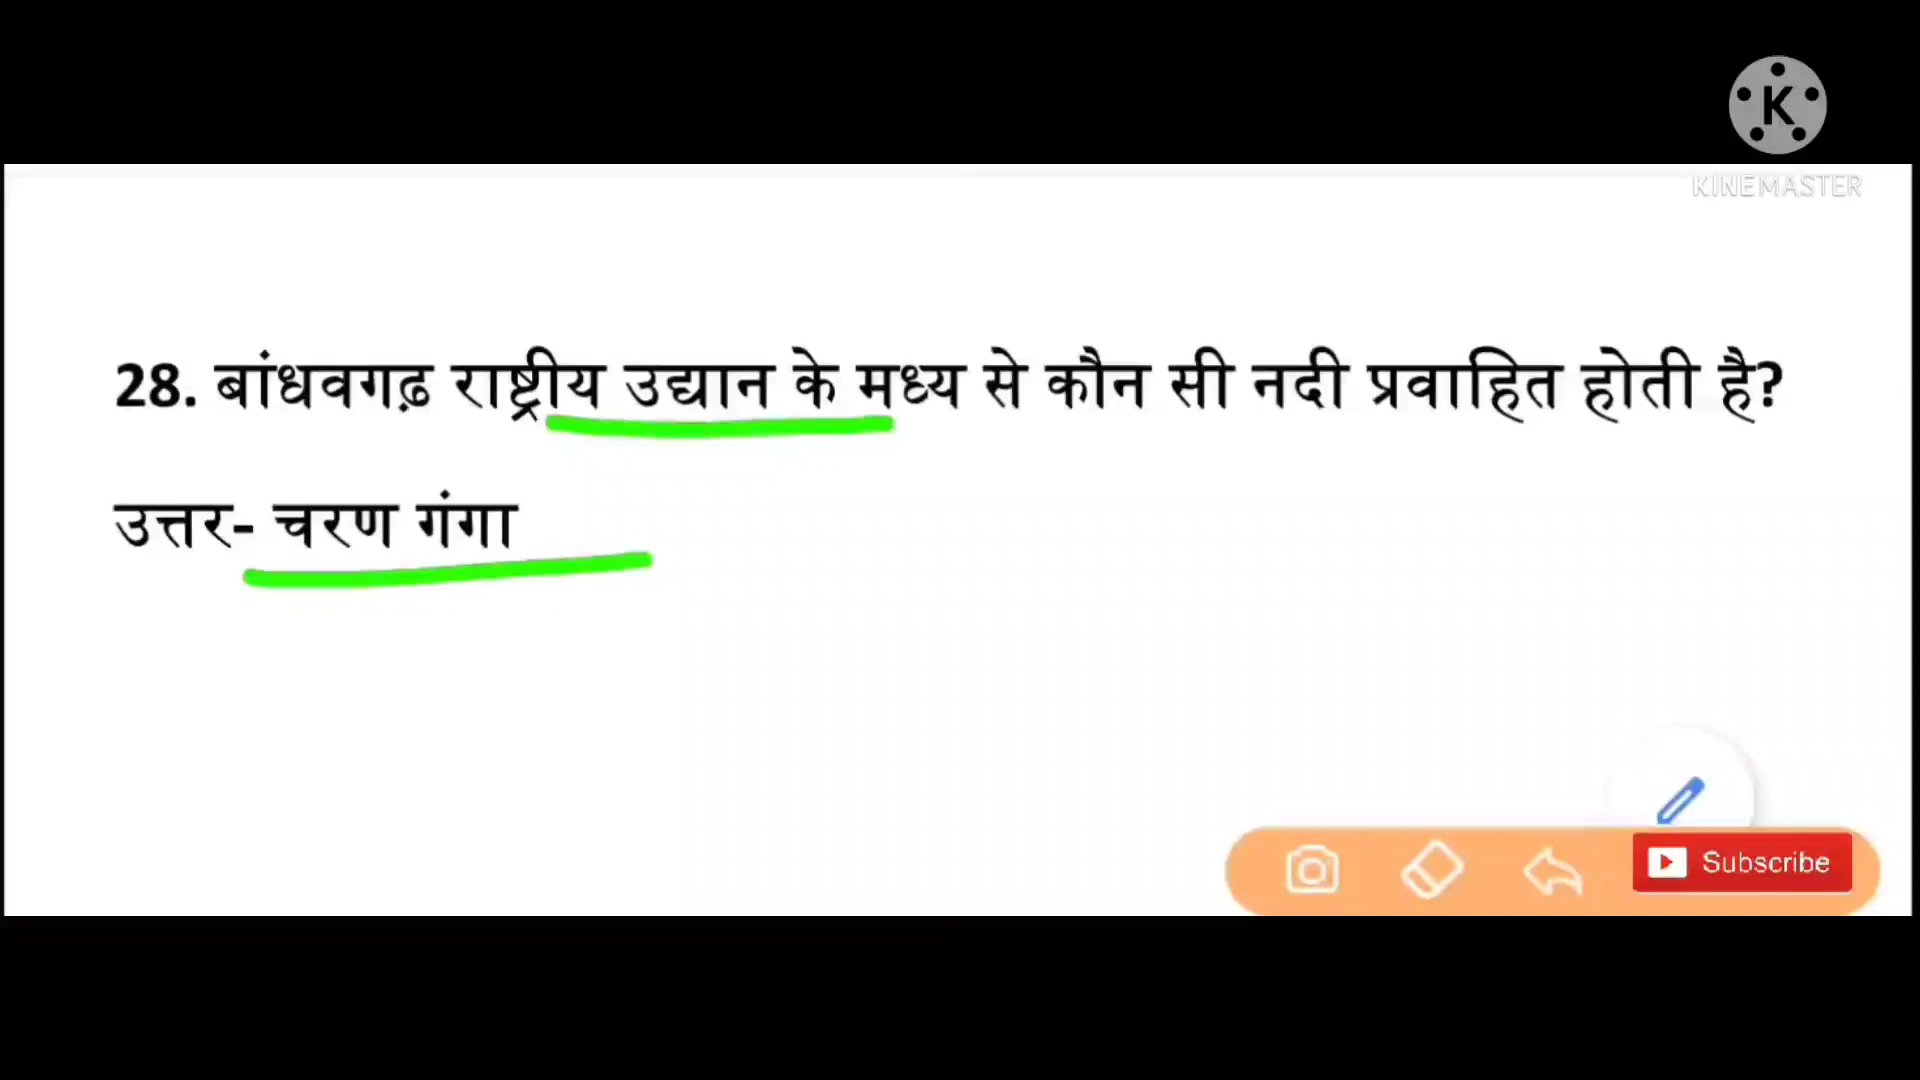 K
KINEMASTER
28. बांधवगढ़ राष्ट्रीय उद्यान के मध्य से कौन सी नदी प्रवाहित होती है?
उत्तर- चरण गंगा
Subscribe